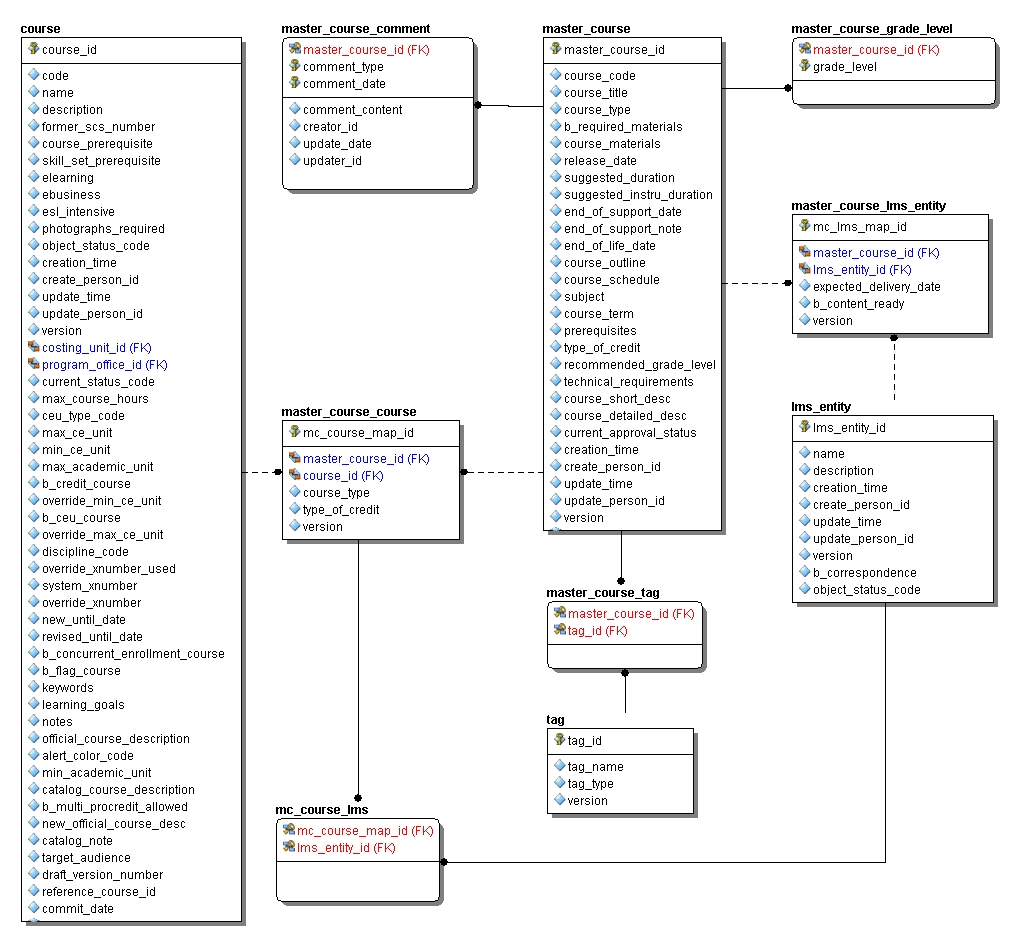 course
course_id
code
name
description
former_scs_number
course_prerequisite
skill_set_prerequisite
elearning
ebusiness
esl_intensive
photographs_required
object_status_code
creation_time
create_person_id
update_time
update_person_id
version
costing_unit_id (FK)
program_office_id (FK)
current_status_code
max_course_hours
ceu_type_code
max_ce_unit
min_ce_unit
max_academic_unit
b_credit_course
override_min_ce_unit
b_ceu_course
override_max_ce_unit
discipline_code
override_xnumber_used
system_xnumber
override_xnumber
new_until_date
revised_until_date
b_concurrent_enrollment_course
b_flag_course
keywords
learning_goals
notes
official_course_description
alert_color_code
min_academic_unit
catalog_course_description
b_multi_procredit_allowed
new_official_course_desc
catalog_note
target_audience
draft_version_number
reference_course_id
commit_date
master_course_comment
master_course_id (FK)
comment_type
comment_date
comment_content
creator_id
update_date
updater_id
master_course_course
mc_course_map_id
master_course_id (FK)
course_id (FK)
course_type
type_of_credit
version
mc_course_lms
mc_course_map_id (FK)
lms_entity_id (FK)
master_course
master_course_id
course_code
course_title
course_type
b_required_materials
course_materials
release_date
suggested_duration
suggested_instru_duration
end_of_support_date
end_of_support_note
end_of_life_date
course_outline
course_schedule
subject
course_term
prerequisites
type_of_credit
recommended_grade_level
technical_requirements
course_short_desc
course_detailed_desc
current_approval_status
creation_time
create_person_id
update_time
update_person_id
version
master_course_tag
master_course_id (FK)
tag_id (FK)
tag
tag_id
tag_name
tag_type
version
master_course_grade_level
master_course_id (FK)
grade_level
master_course_lms_entity
mc_lms_map_id
master_course_id (FK)
lms_entity_id (FK)
expected_delivery_date
b_content_ready
version
lms_entity
lms_entity_id
name
description
creation_time
create_person_id
update_time
update_person_id
version
b_correspondence
object_status_code